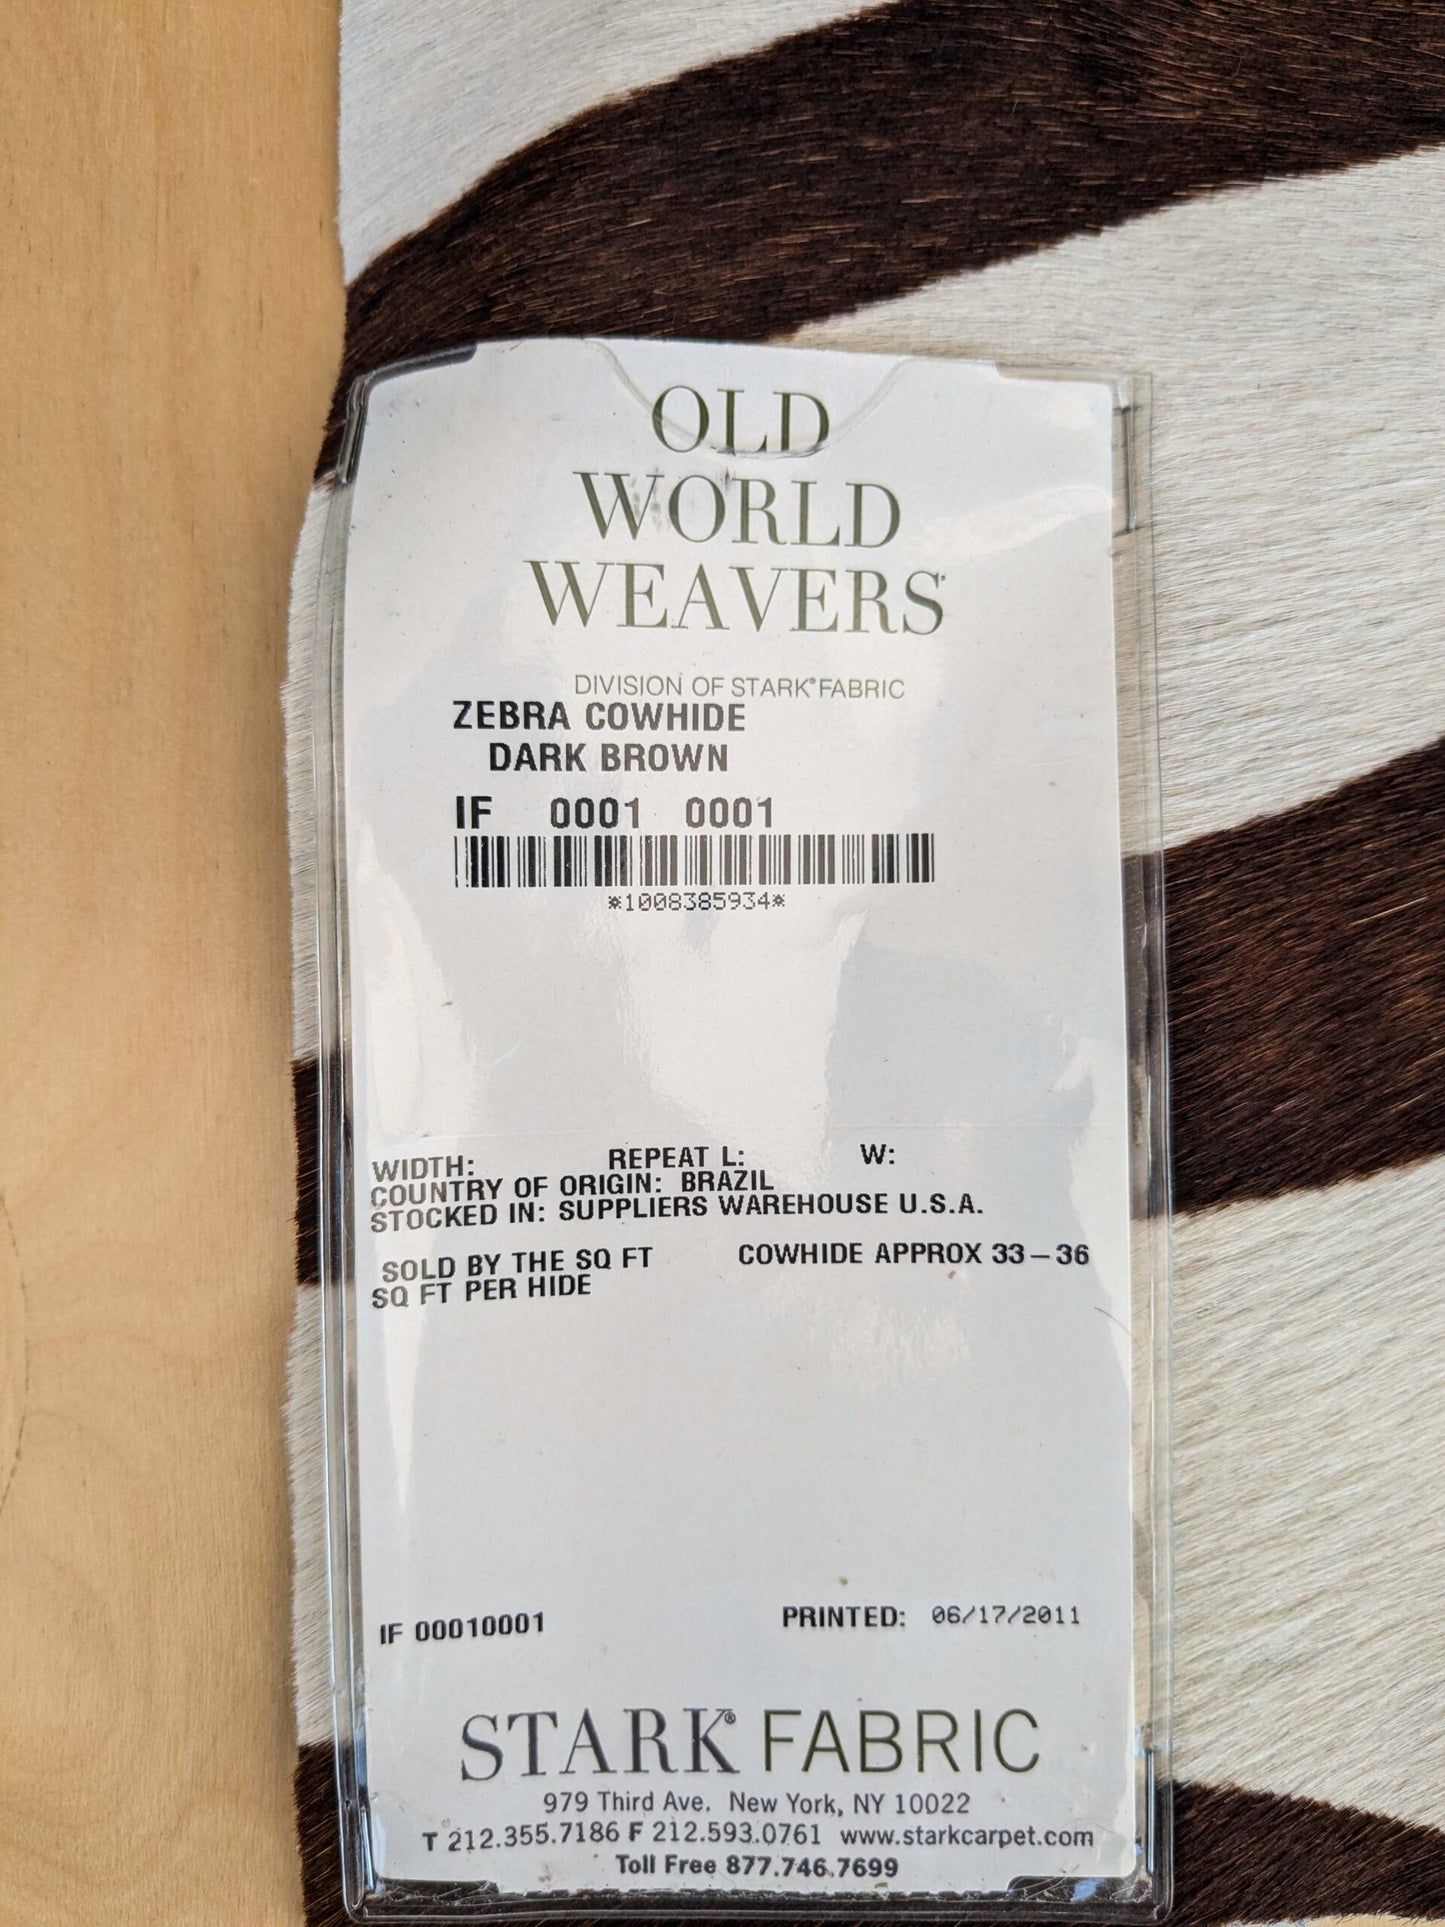 OLD
WORLD
WEAVERS®
DIVISION OF STARK® FABRIC
ZEBRA COWHIDE
DARK BROWN
IF 0001 0001
*1008385934*
WIDTH: REPEAT L: W:
COUNTRY OF ORIGIN: BRAZIL
STOCKED IN: SUPPLIERS WAREHOUSE U.S.A.
SOLD BY THE SQ FT COWHIDE APPROX 33-36
SQ FT PER HIDE
IF 00010001 PRINTED: 06/17/2011
STARK® FABRIC
979 Third Ave. New York, NY 10022
T 212.355.7186 F 212.593.0761 www.starkcarpet.com
Toll Free 877.746.7699